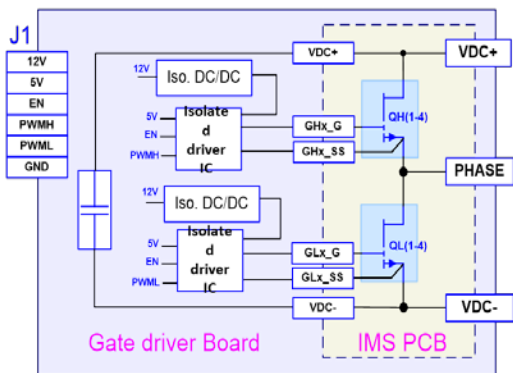 J1
12V
5V
EN
PWMH
PWML
GND
VDC+
VDC+
12V
Iso. DC/DC
5V
EN
PWMH
Isolate
d
driver
IC
GHx_G
GHx_SS
QH(1-4)
PHASE
12V
Iso. DC/DC
5V
EN
PWML
Isolate
d
driver
IC
GLx_G
GLx_SS
QL(1-4)
VDC-
VDC-
Gate driver Board
IMS PCB